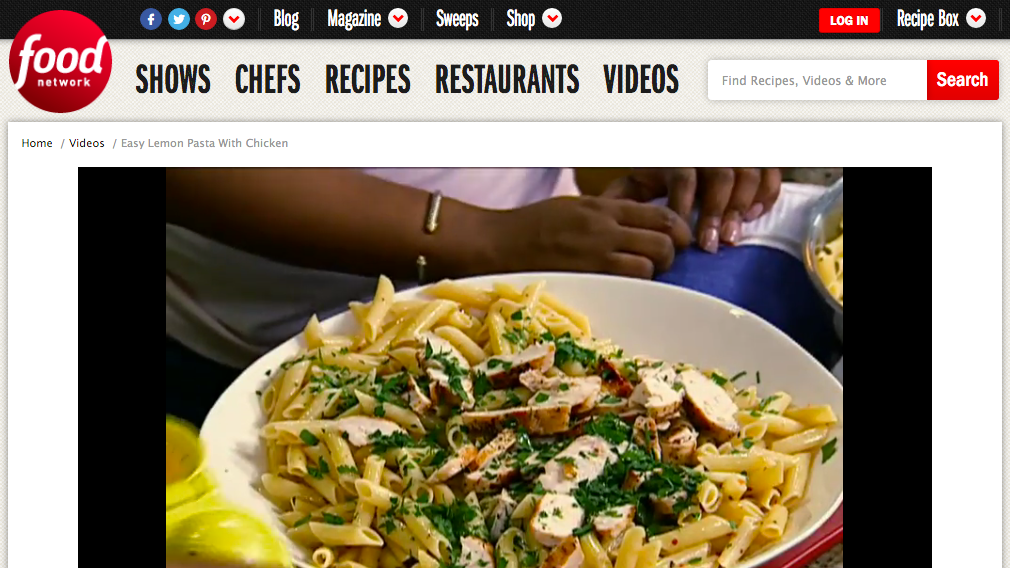 Blog Magazine Sweeps Shop LOG IN Recipe Box
food
network
SHOWS CHEFS RECIPES RESTAURANTS VIDEOS
Find Recipes, Videos & More Search
Home / Videos / Easy Lemon Pasta With Chicken